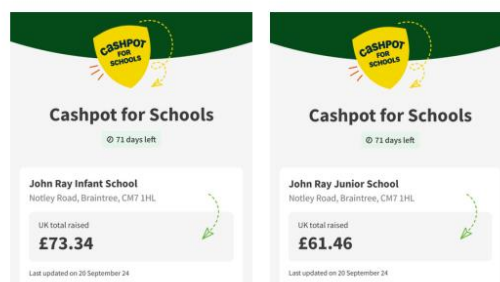 CASHPOT
FOR
SCHOOLS
Cashpot for Schools
71 days left
John Ray Infant School
Notley Road, Braintree, CM7 1HL
UK total raised
£73.34
Last updated on 20 September 24
CASHPOT
FOR
SCHOOLS
Cashpot for Schools
71 days left
John Ray Junior School
Notley Road, Braintree, CM7 1HL
UK total raised
£61.46
Last updated on 20 September 24